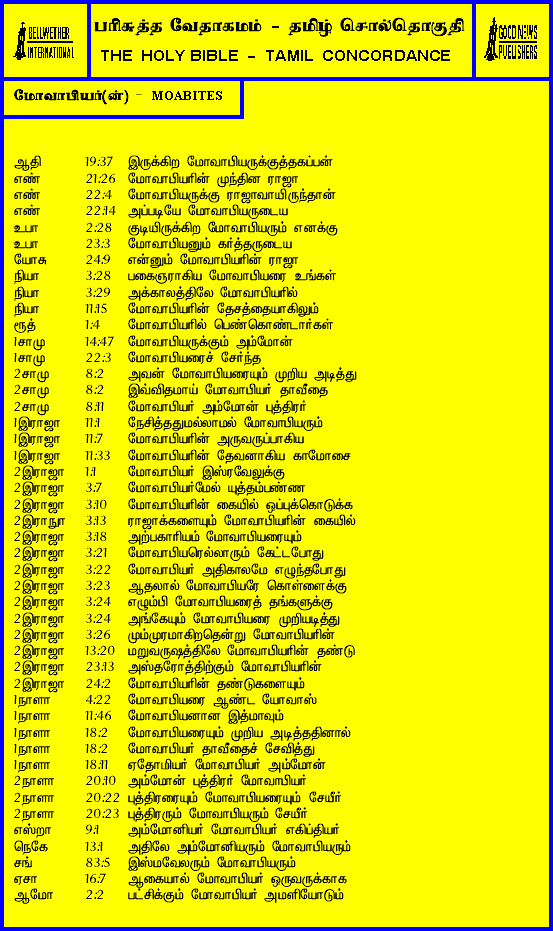 BELLWETHER
INTERNATIONAL
பரிசுத்த வேதாகமம் - தமிழ் சொல்தொகுதி
THE HOLY BIBLE - TAMIL CONCORDANCE
GOOD NEWS
PUBLISHERS
மோவாபியர்(ன்) - MOABITES
ஆதி 19:37 இருக்கிற மோவாபியருக்குத்தகப்பன்
எண் 21:26 மோவாபியரின் முந்தின ராஜா
எண் 22:4 மோவாபியருக்கு ராஜாவாயிருந்தான்
எண் 22:14 அப்படியே மோவாபியருடைய
உபா 2:28 குடியிருக்கிற மோவாபியரும் எனக்கு
உபா 23:3 மோவாபியனும் கர்த்தருடைய
யோசு 24:9 என்னும் மோவாபியரின் ராஜா
நியா 3:28 பகைஞராகிய மோவாபியரை உங்கள்
நியா 3:29 அக்காலத்திலே மோவாபியரில்
நியா 11:15 மோவாபியரின் தேசத்தையாகிலும்
ரூத் 1:4 மோவாபியரில் பெண்கொண்டார்கள்
1சாமு 14:47 மோவாபியருக்கும் அம்மோன்
1சாமு 22:3 மோவாபியரைச் சேர்ந்த
2சாமு 8:2 அவன் மோவாபியரையும் முறிய அடித்து
2சாமு 8:2 இவ்விதமாய் மோவாபியர் தாவீதை
2சாமு 8:11 மோவாபியர் அம்மோன் புத்திரர்
1இராஜா 11:1 நேசித்ததுமல்லாமல் மோவாபியரும்
1இராஜா 11:7 மோவாபியரின் அருவருப்பாகிய
1இராஜா 11:33 மோவாபியரின் தேவனாகிய காமோசை
2இராஜா 1:1 மோவாபியர் இஸ்ரவேலுக்கு
2இராஜா 3:7 மோவாபியர்மேல் யுத்தம்பண்ண
2இராஜா 3:10 மோவாபியரின் கையில் ஒப்புக்கொடுக்க
2இராநுா 3:13 ராஜாக்களையும் மோவாபியரின் கையில்
2இராஜா 3:18 அற்பகாரியம் மோவாபியரையும்
2இராஜா 3:21 மோவாபியரெல்லாரும் கேட்டபோது
2இராஜா 3:22 மோவாபியர் அதிகாலமே எழுந்தபோது
2இராஜா 3:23 ஆதலால் மோவாபியரே கொள்ளைக்கு
2இராஜா 3:24 எழும்பி மோவாபியரைத் தங்களுக்கு
2இராஜா 3:24 அங்கேயும் மோவாபியரை முறியடித்து
2இராஜா 3:26 மும்முரமாகிறதென்று மோவாபியரின்
2இராஜா 13:20 மறுவருஷத்திலே மோவாபியரின் தண்டு
2இராஜா 23:13 அஸ்தரோத்திற்கும் மோவாபியரின்
2இராஜா 24:2 மோவாபியரின் தண்டுகளையும்
1நாளா 4:22 மோவாபியரை ஆண்ட யோவாஸ்
1நாளா 11:46 மோவாபியனான இத்மாவும்
1நாளா 18:2 மோவாபியரையும் முறிய அடித்ததினால்
1நாளா 18:2 மோவாபியர் தாவீதைச் சேவித்து
1நாளா 18:11 ஏதோமியர் மோவாபியர் அம்மோன்
2நாளா 20:10 அம்மோன் புத்திரர் மோவாபியர்
2நாளா 20:22 புத்திரரையும் மோவாபியரையும் சேயீர்
2நாளா 20:23 புத்திரரும் மோவாபியரும் சேயீர்
எஸ்றா 9:1 அம்மோனியர் மோவாபியர் எகிப்தியர்
நெகே 13:1 அதிலே அம்மோனியரும் மோவாபியரும்
சங் 83:5 இஸ்மவேலரும் மோவாபியரும்
ஏசா 16:7 ஆகையால் மோவாபியர் ஒருவருக்காக
ஆமோ 2:2 பட்சிக்கும் மோவாபியர் அமளியோடும்